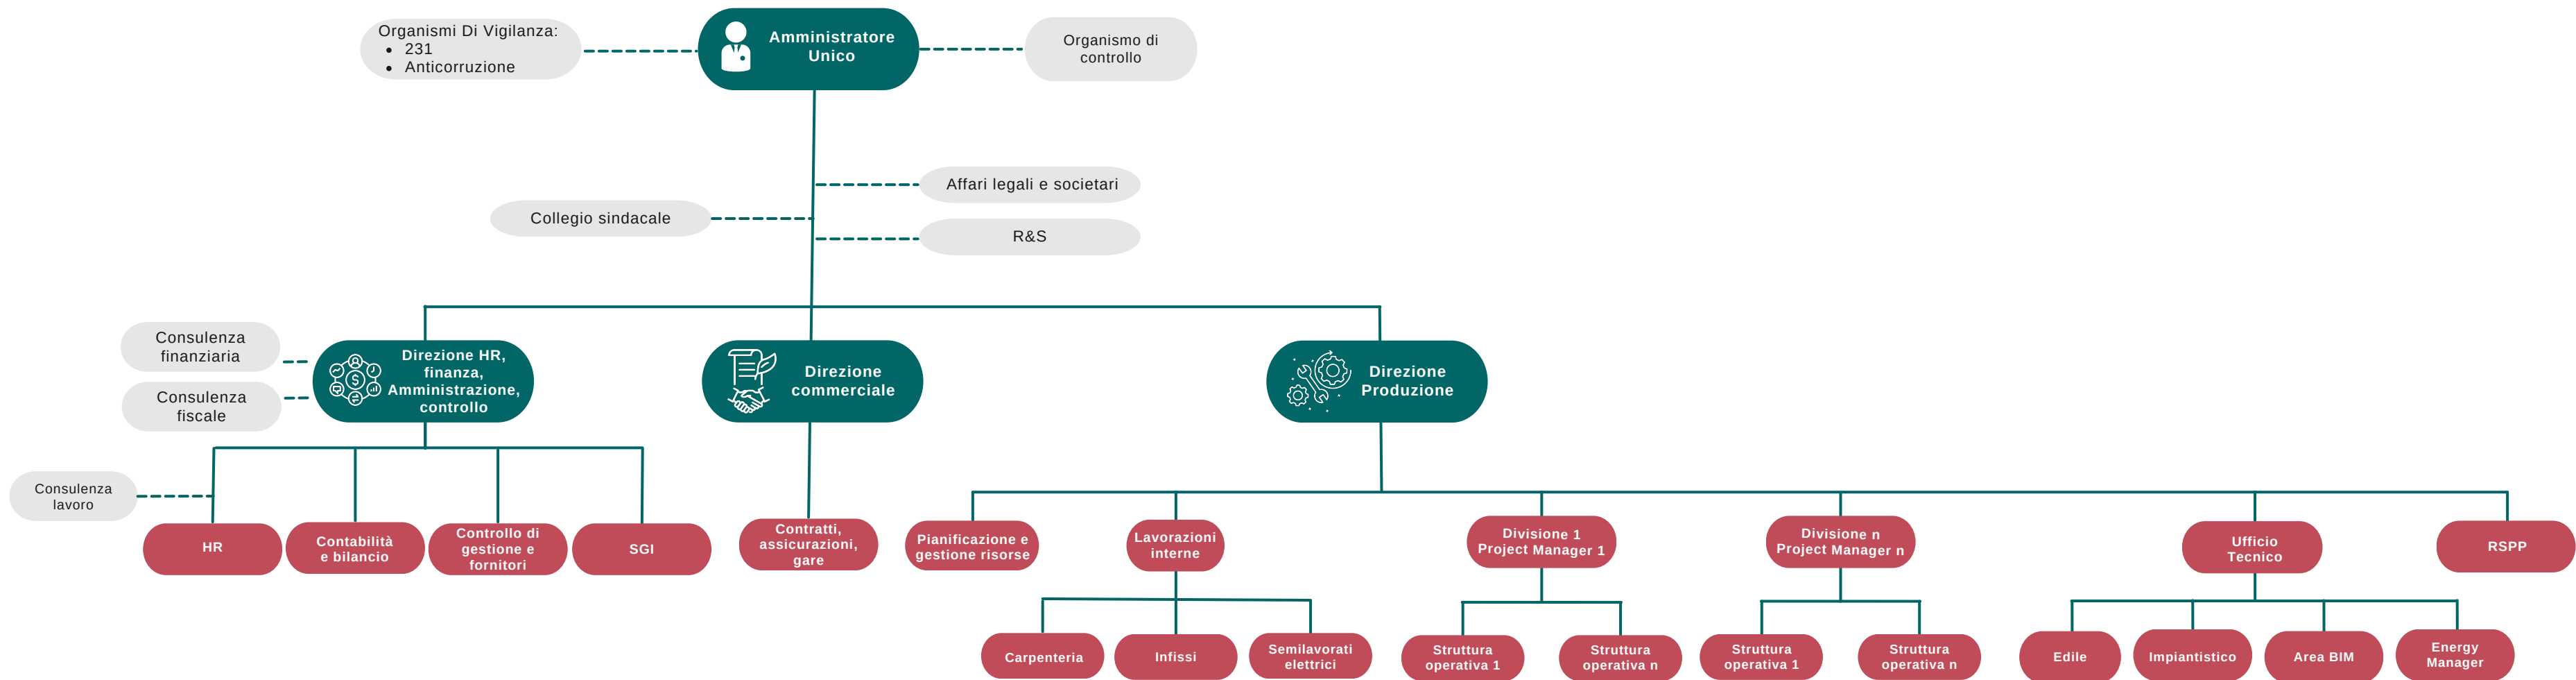 Organismi Di Vigilanza:
• 231
• Anticorruzione
Amministratore
Unico
Organismo di
controllo
Affari legali e societari
Collegio sindacale
R&S
Consulenza
finanziaria
Consulenza
fiscale
Direzione HR,
finanza,
Amministrazione,
controllo
Direzione
commerciale
Direzione
Produzione
Consulenza
lavoro
HR
Contabilità
e bilancio
Controllo di
gestione e
fornitori
SGI
Contratti,
assicurazioni,
gare
Pianificazione e
gestione risorse
Lavorazioni
interne
Divisione 1
Project Manager 1
Divisione n
Project Manager n
Ufficio
Tecnico
RSPP
Carpenteria
Infissi
Semilavorati
elettrici
Struttura
operativa 1
Struttura
operativa n
Struttura
operativa 1
Struttura
operativa n
Edile
Impiantistico
Area BIM
Energy
Manager